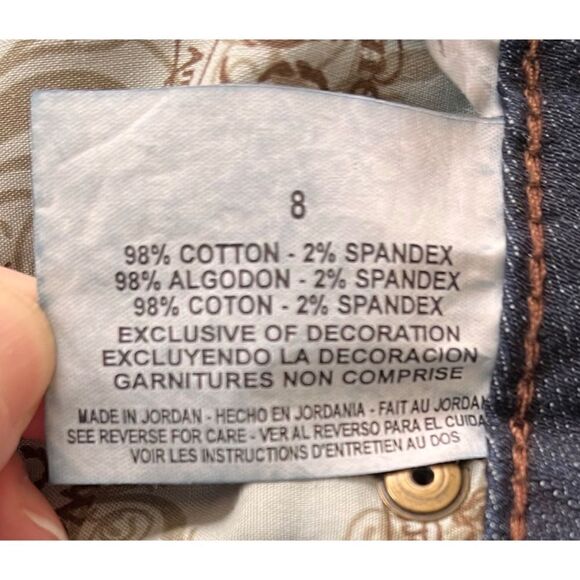 8
98% COTTON - 2% SPANDEX
98% ALGODON - 2% SPANDEX
98% COTON - 2% SPANDEX
EXCLUSIVE OF DECORATION
EXCLUYENDO LA DECORACION
GARNITURES NON COMPRISE
MADE IN JORDAN - HECHO EN JORDANIA - FAIT AU JORDAN
SEE REVERSE FOR CARE - VER AL REVERSO PARA EL CUIDA
VOIR LES INSTRUCTIONS D'ENTRETIEN AU DOS